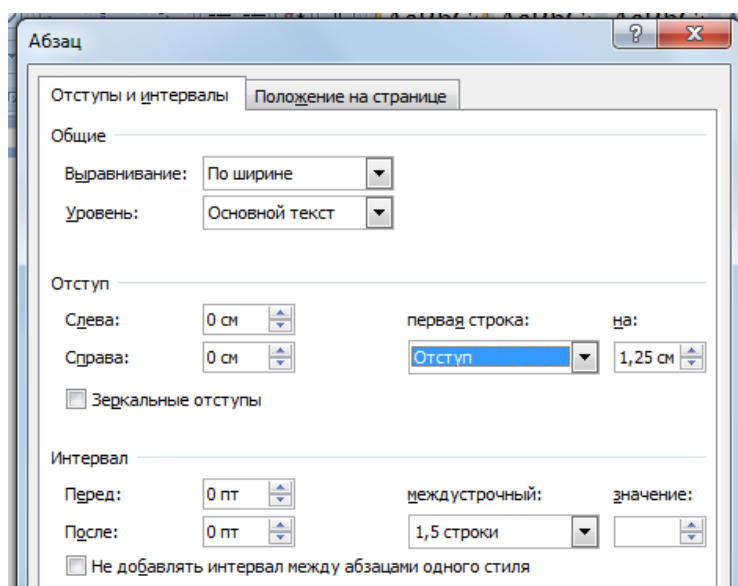 Абзац
Отступы и интервалы Положение на странице
Общие
Выравнивание: По ширине
Уровень: Основной текст
Отступ
Слева: 0 см первая строка: на:
Справа: 0 см Отступ 1,25 см
Зеркальные отступы
Интервал
Перед: 0 пт междустрочный: значение:
После: 0 пт 1,5 строки
Не добавлять интервал между абзацами одного стиля